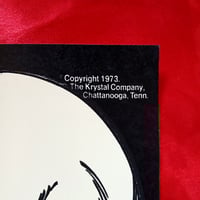 Copyright 1973.
The Krystal Company,
Chattanooga, Tenn.